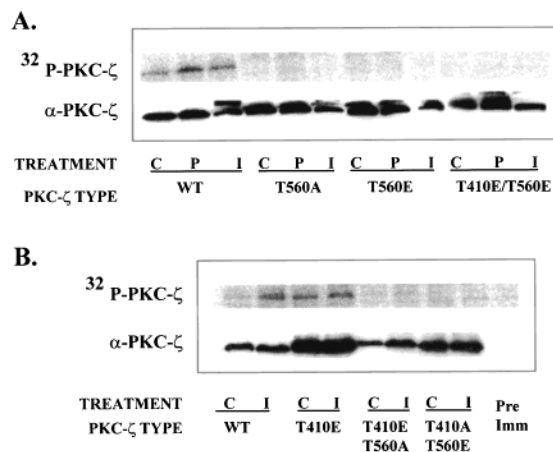 A.
32
P-PKC-ζ
α-PKC-ζ
TREATMENT C P I C P I C P I C P I
PKC-ζ TYPE WT T560A T560E T410E/T560E
B.
32
P-PKC-ζ
α-PKC-ζ
TREATMENT C I C I C I C I Pre
PKC-ζ TYPE WT T410E T410E T410A Imm
T560A T560E